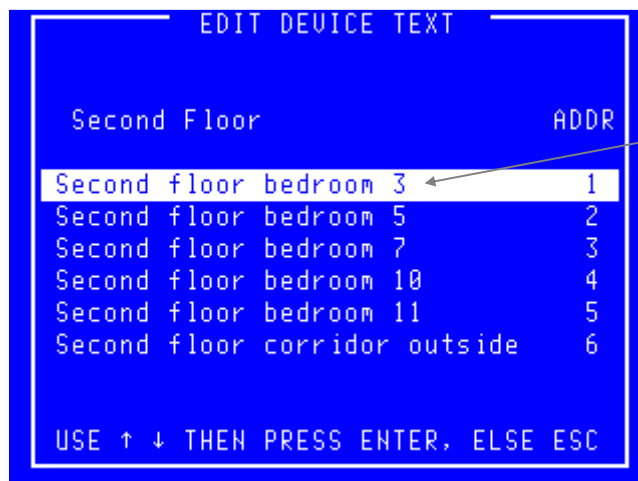 EDIT DEVICE TEXT
Second Floor ADDR
Second floor bedroom 3 1
Second floor bedroom 5 2
Second floor bedroom 7 3
Second floor bedroom 10 4
Second floor bedroom 11 5
Second floor corridor outside 6
USE ↑ ↓ THEN PRESS ENTER, ELSE ESC